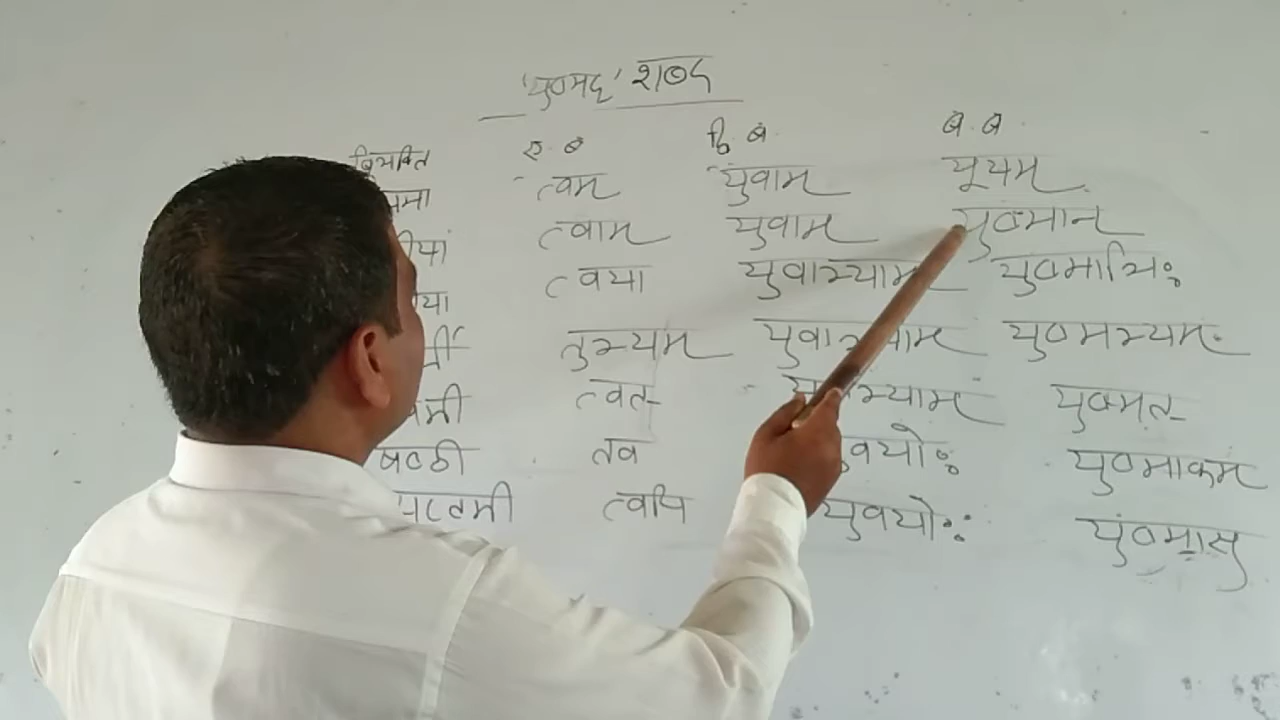 'युष्मद्' शब्द
विभक्ति ए. व द्वि. व ब. व
त्वम् युवाम् यूयम्
त्वाम् युवाम् युष्मान्
त्वया युवाभ्याम् युष्माभिः
तुभ्यम् युवाभ्याम् युष्मभ्यम्
त्वत् युष्मत्
षष्ठी तव युष्माकम्
सप्तमी त्वयि युवयोः युष्मासु